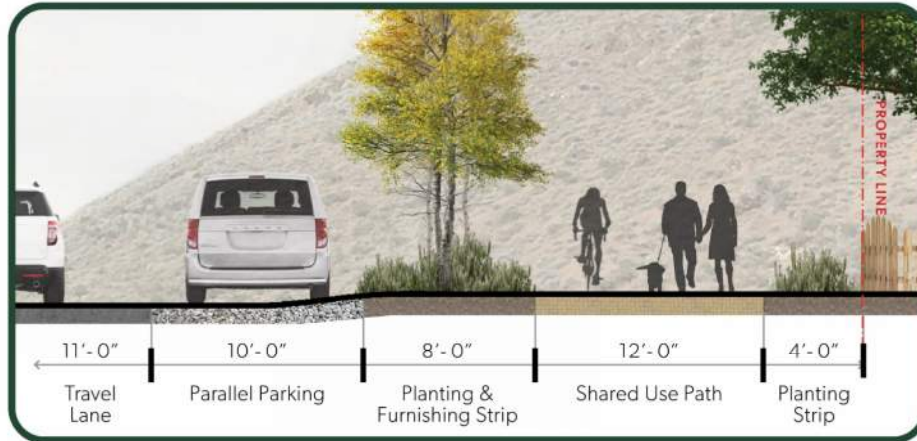 PROPERTY LINE
11'-0"
10'-0"
8'-0"
12'-0"
4'-0"
Travel
Lane
Parallel Parking
Planting &
Furnishing Strip
Shared Use Path
Planting
Strip